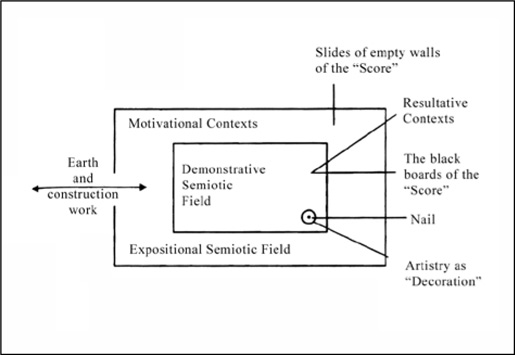 Slides of empty walls
of the “Score”
Motivational Contexts
Resultative
Contexts
Earth
and
construction
work
Demonstrative
Semiotic
Field
The black
boards of the
“Score”
Nail
Expositional Semiotic Field
Artistry as
“Decoration”